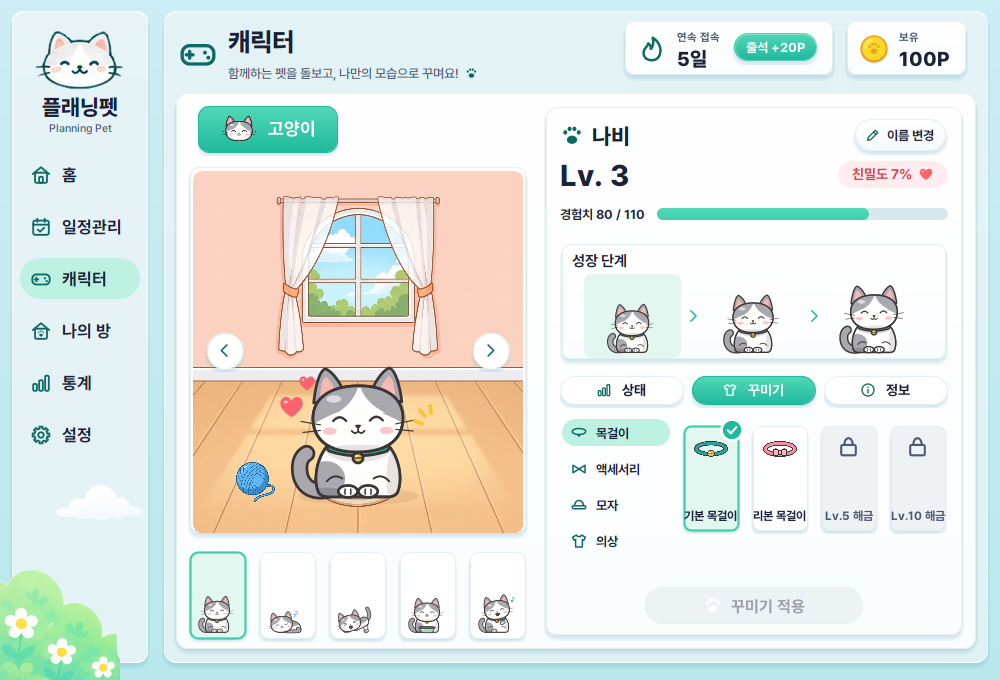 플래닝펫
Planning Pet
홈
일정관리
캐릭터
나의 방
통계
설정
캐릭터
함께하는 펫을 돌보고, 나만의 모습으로 꾸며요!
연속 접속
5일
출석 +20P
보유
100P
고양이
나비
이름 변경
Lv. 3
친밀도 7%
경험치 80 / 110
성장 단계
상태
꾸미기
정보
목걸이
액세서리
모자
의상
기본 목걸이
리본 목걸이
Lv.5 해금
Lv.10 해금
꾸미기 적용